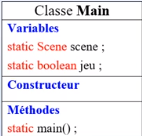 Classe Main
Variables
static Scene scene ;
static boolean jeu ;
Constructeur
Méthodes
static main() ;